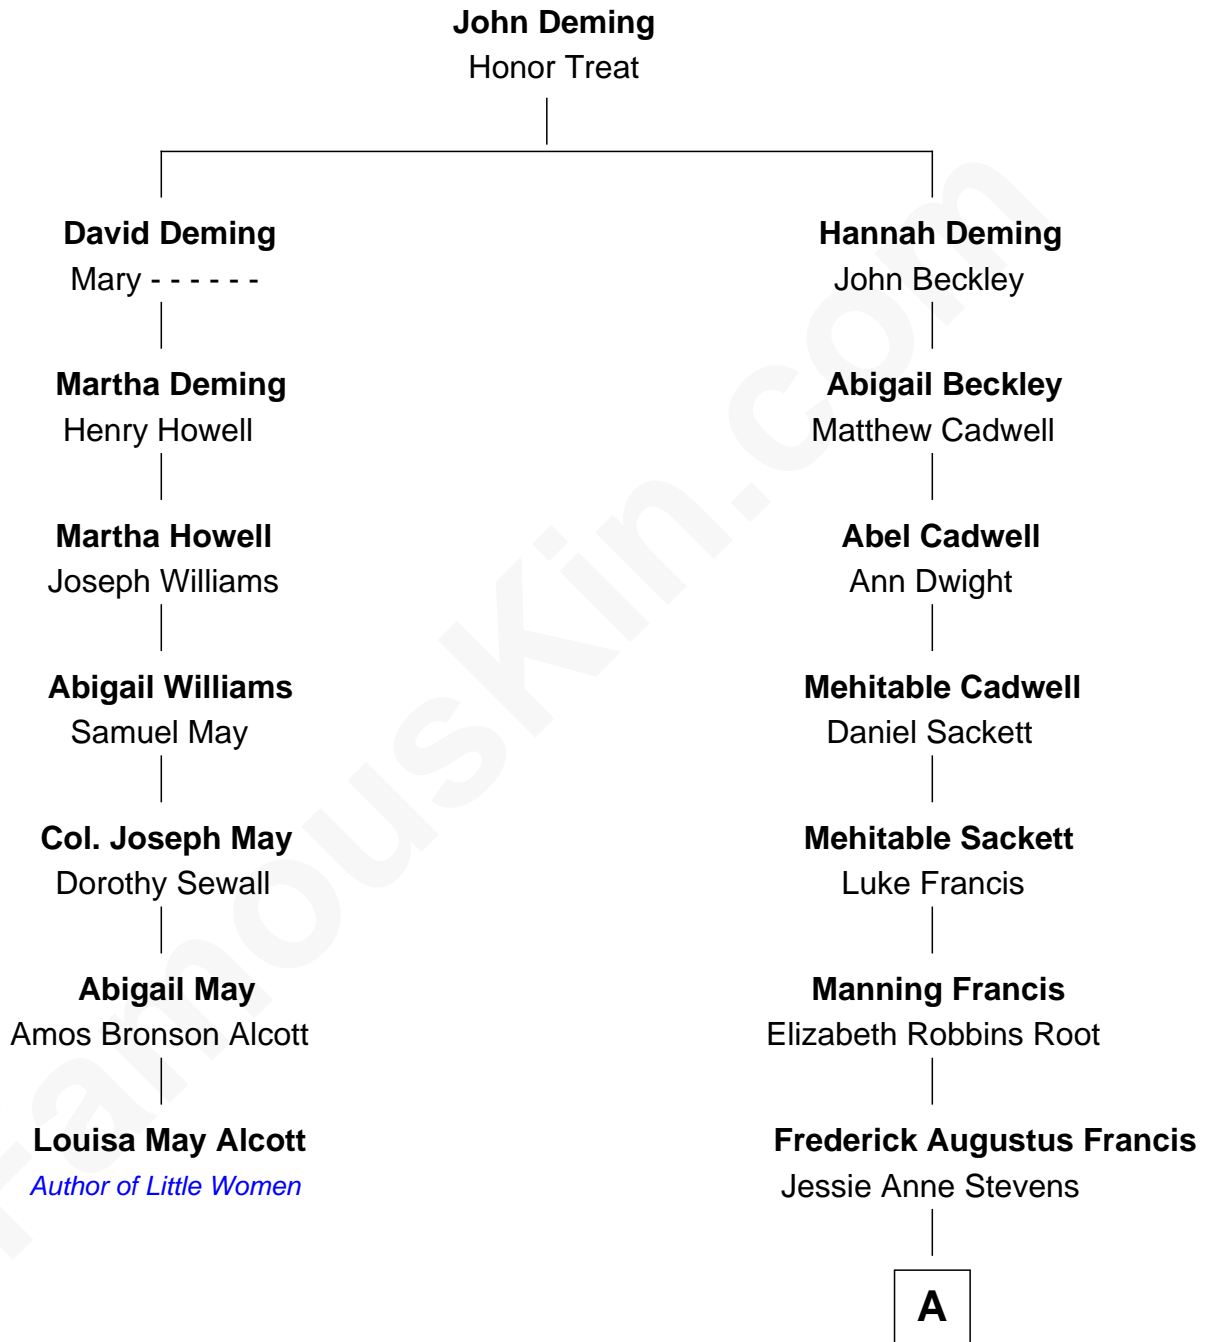 John Deming
Honor Treat
David Deming
Mary - - - - - -
Hannah Deming
John Beckley
Martha Deming
Henry Howell
Abigail Beckley
Matthew Cadwell
Martha Howell
Joseph Williams
Abel Cadwell
Ann Dwight
Abigail Williams
Samuel May
Mehitable Cadwell
Daniel Sackett
Col. Joseph May
Dorothy Sewall
Mehitable Sackett
Luke Francis
Abigail May
Amos Bronson Alcott
Manning Francis
Elizabeth Robbins Root
Louisa May Alcott
Author of Little Women
Frederick Augustus Francis
Jessie Anne Stevens
A
FamousKin.com